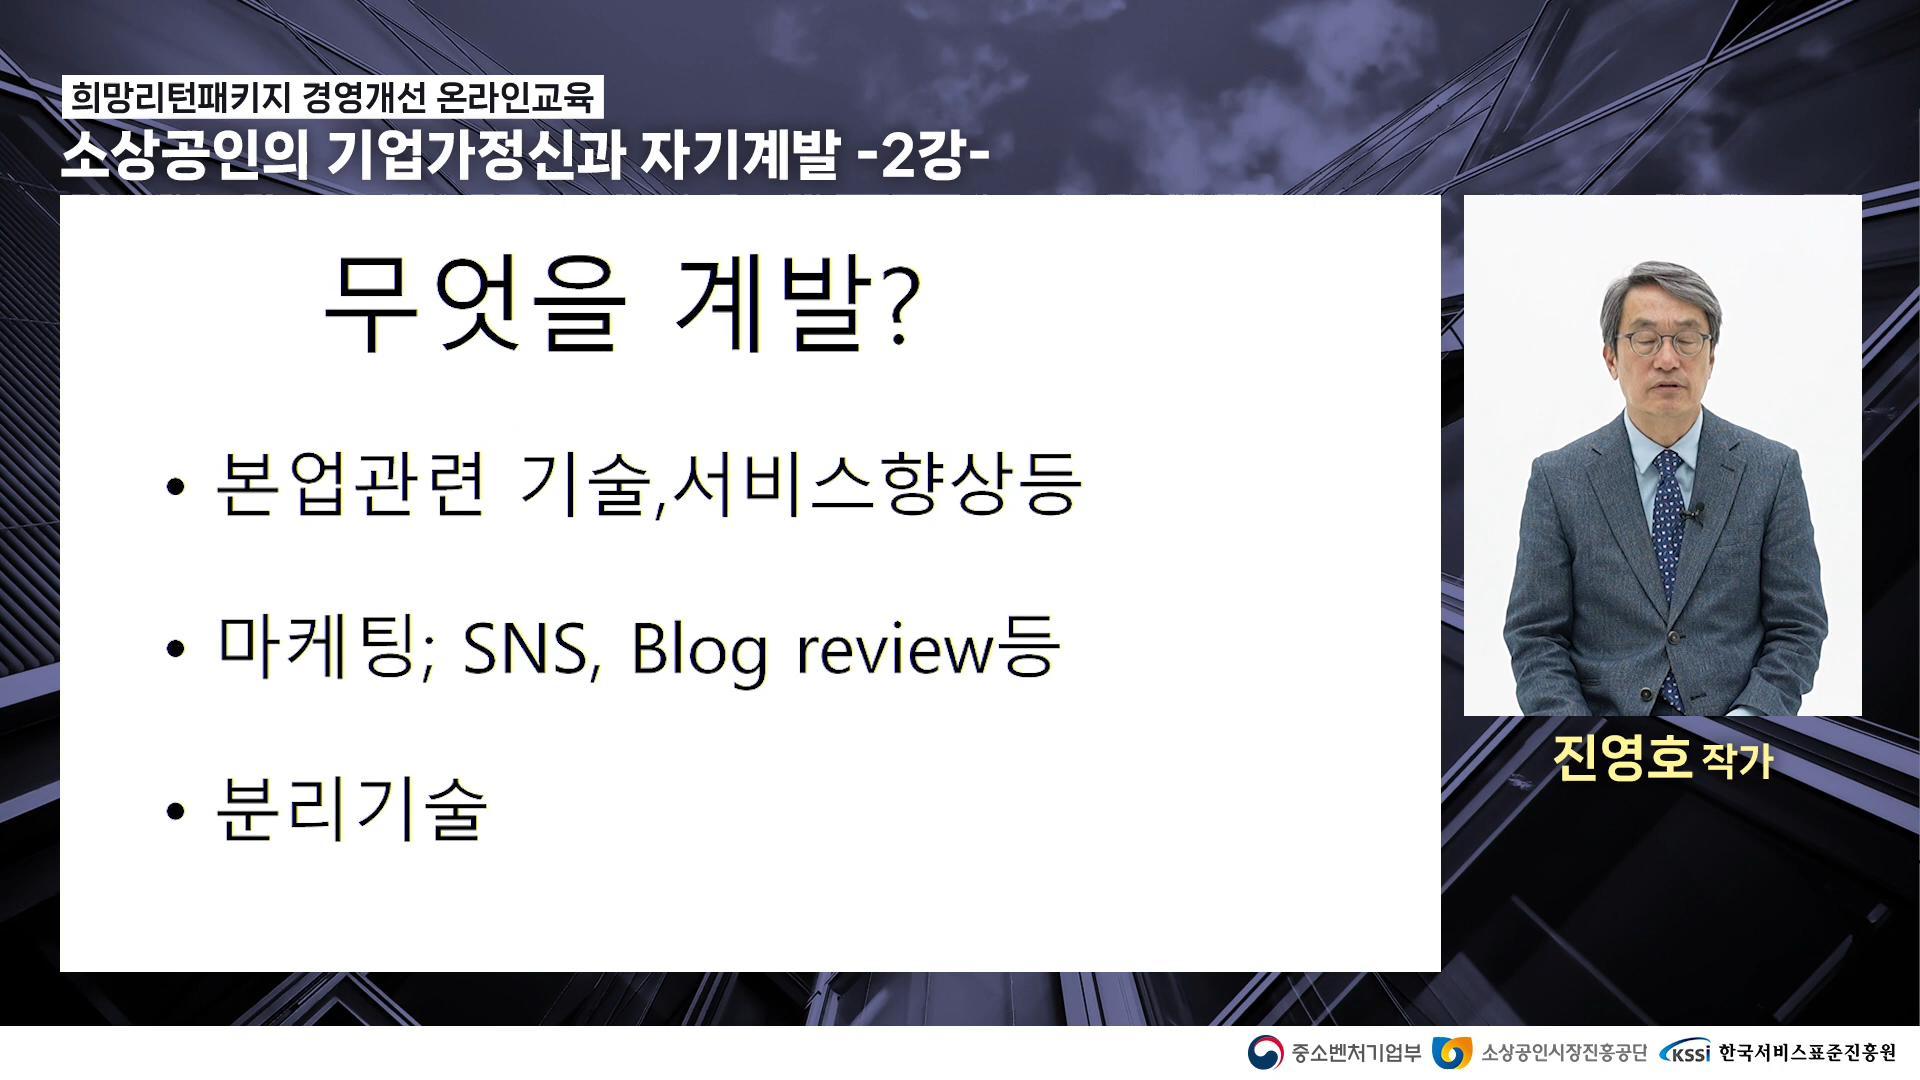 희망리턴패키지 경영개선 온라인교육
소상공인의 기업가정신과 자기계발 -2강-
무엇을 계발?
• 본업관련 기술,서비스향상등
• 마케팅; SNS, Blog review등
• 분리기술
진영호 작가
중소벤처기업부 소상공인시장진흥공단 KSSi 한국서비스표준진흥원